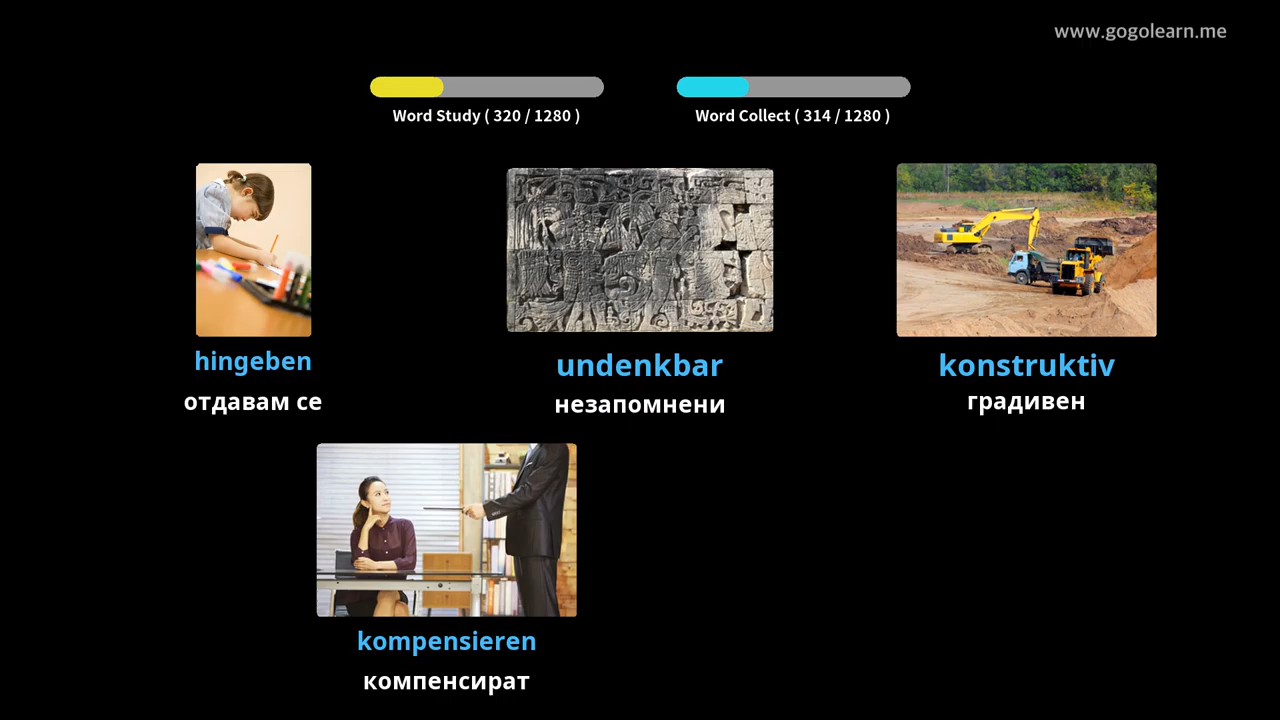 www.gogolearn.me
Word Study ( 320 / 1280 )
Word Collect ( 314 / 1280 )
hingeben
отдавам се
undenkbar
незапомнени
konstruktiv
градивен
kompensieren
компенсират